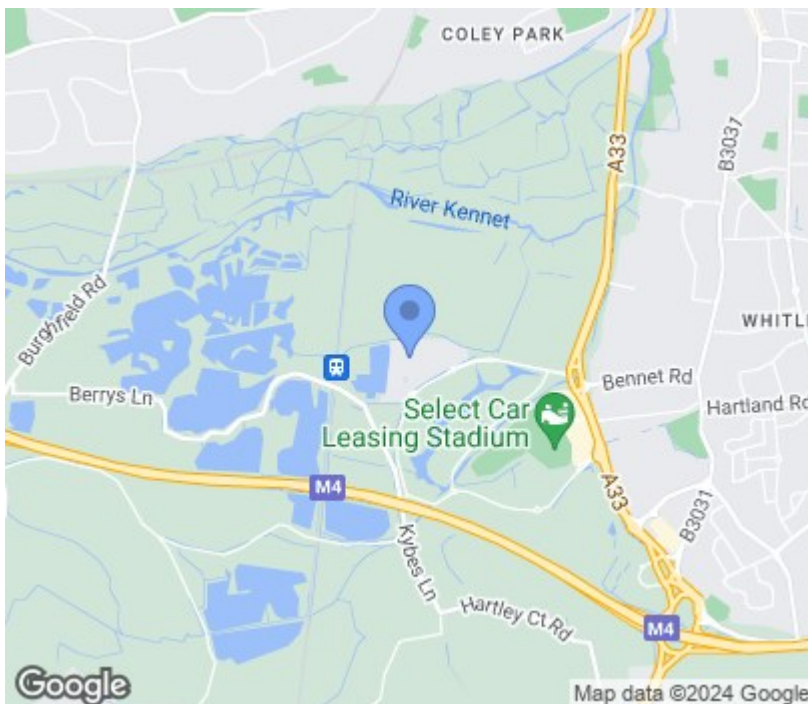 COLEY PARK
A33
B3031
River Kennet
Burghfield Rd
WHITLE
Bennet Rd
Berrys Ln
Hartland Rd
Select Car
Leasing Stadium
M4
A33
B3031
Kybes Ln
Hartley Ct Rd
M4
Google
Map data ©2024 Google